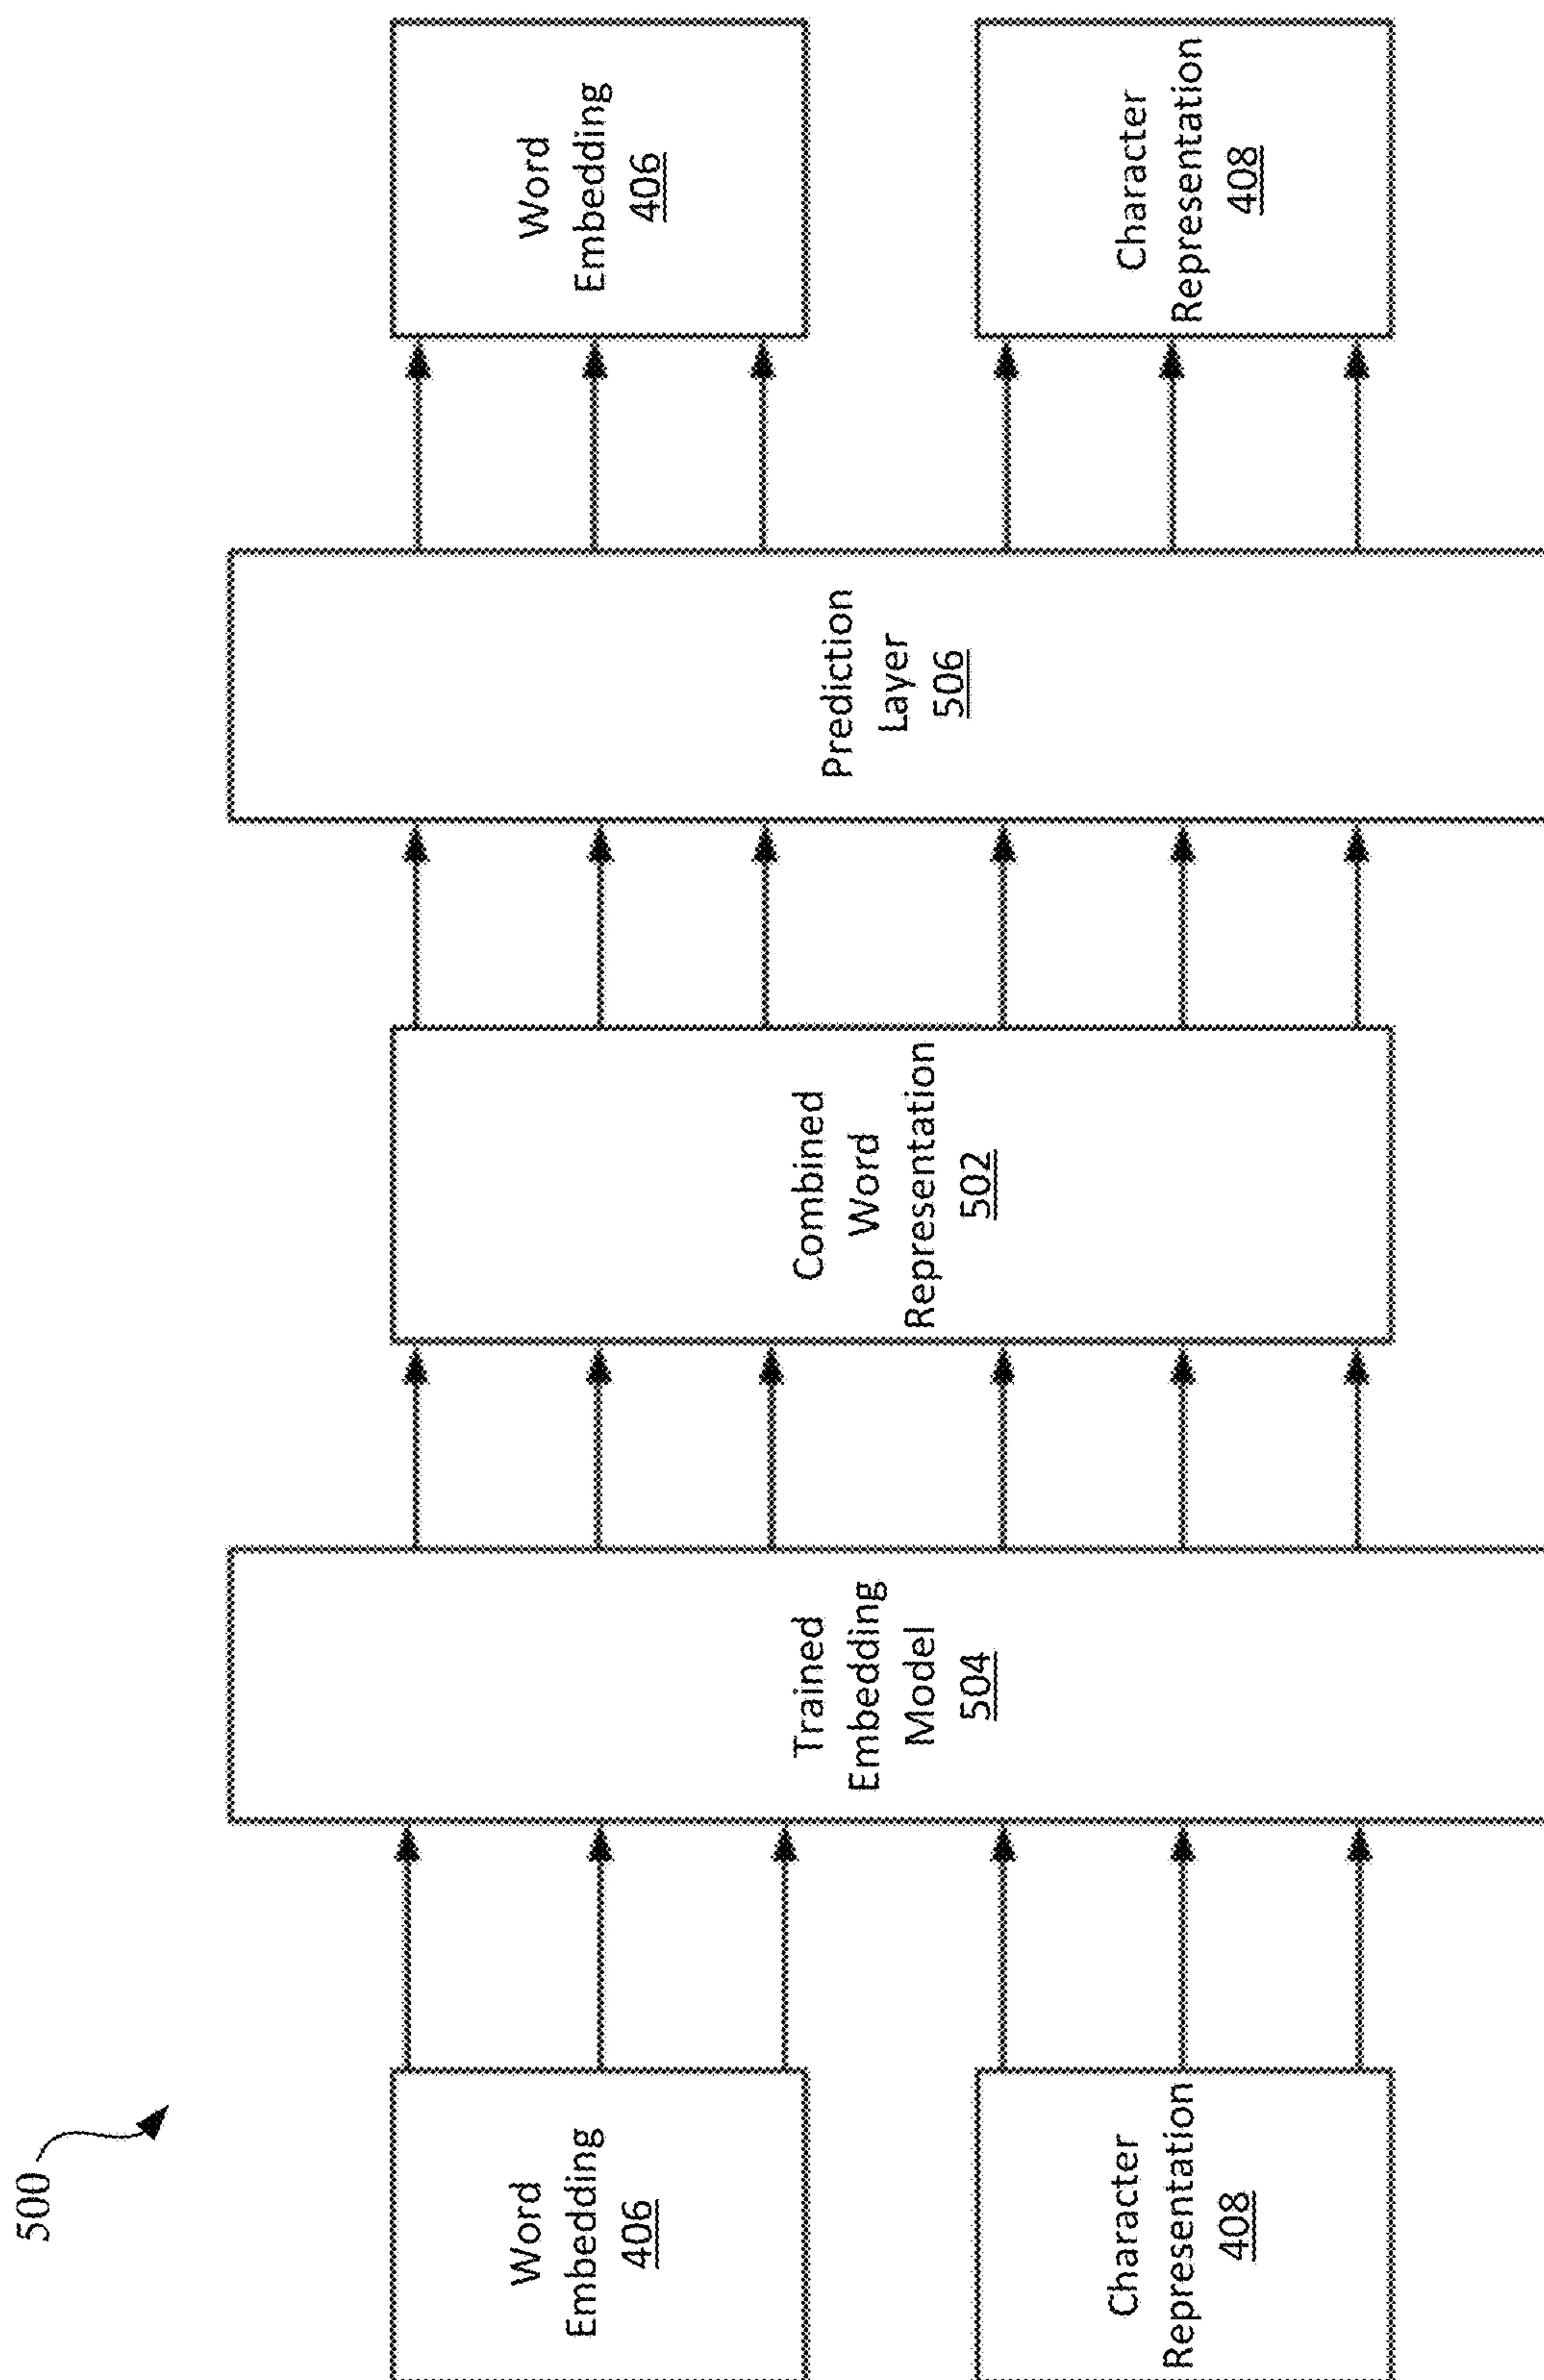 500
Word
Embedding
406
Character
Representation
408
Trained
Embedding
Model
504
Combined
Word
Representation
502
Prediction
Layer
506
Word
Embedding
406
Character
Representation
408